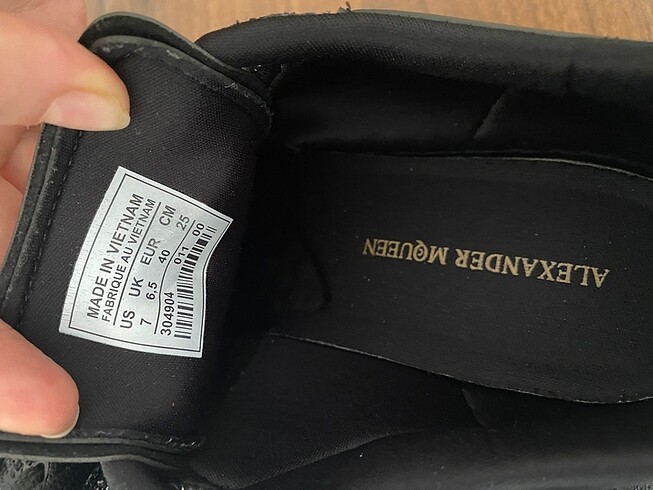 MADE IN VIETNAM
FABRIQUE AU VIETNAM
US UK EUR CM
7 6.5 40 25
304904 011 00
ALEXANDER MQUEEN